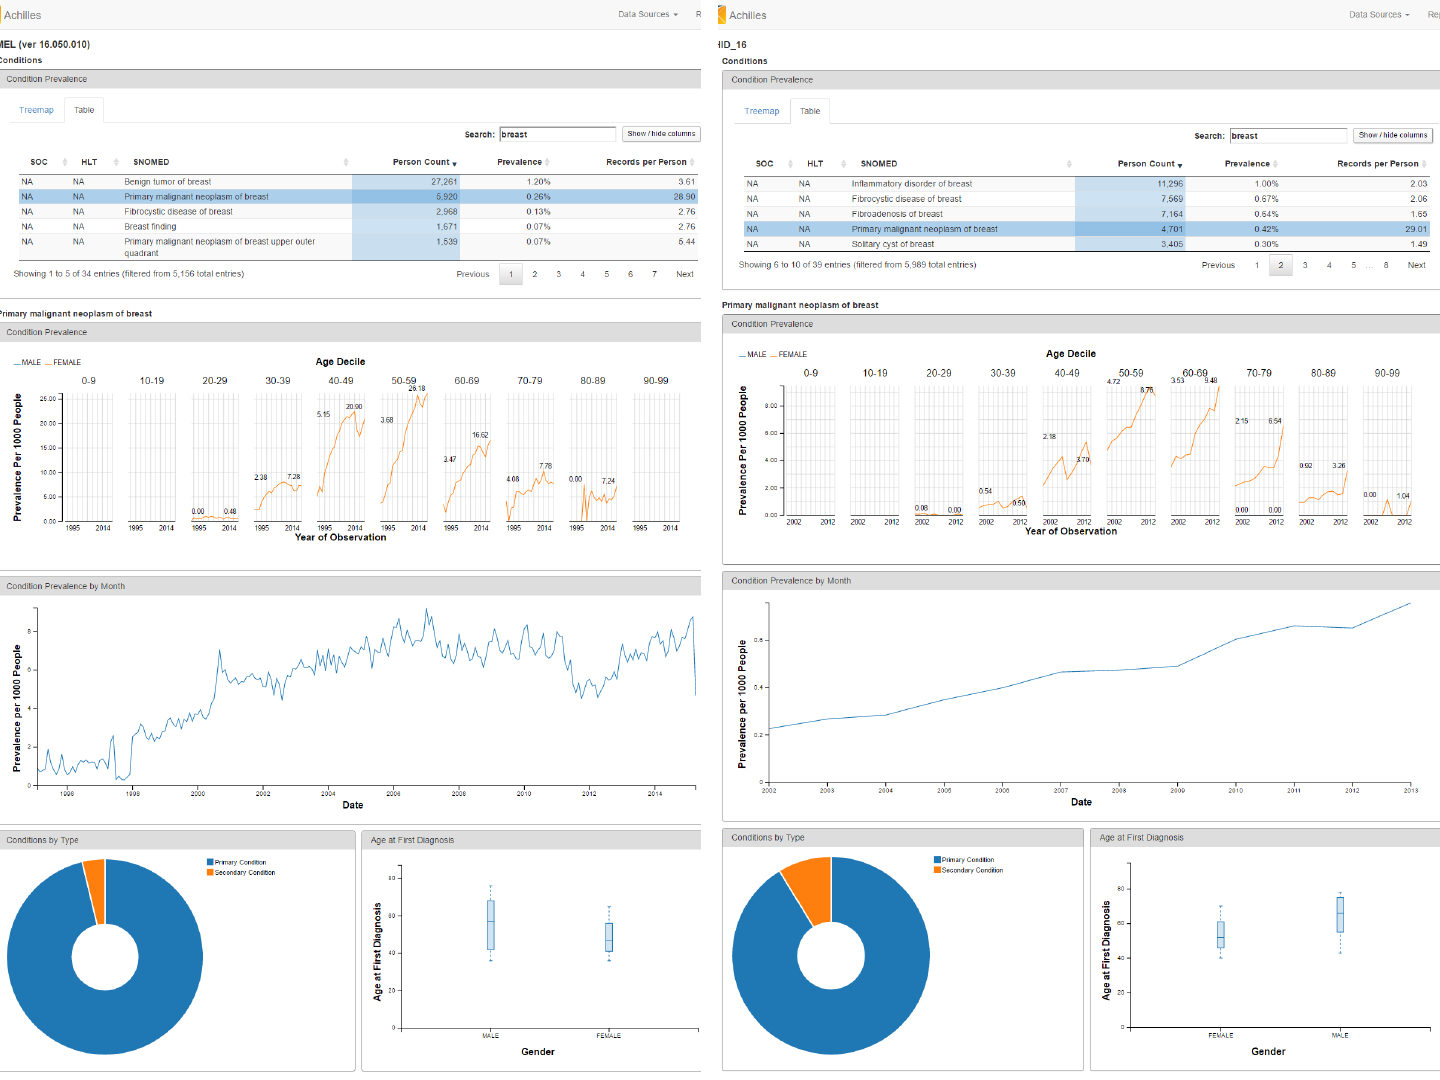 Achilles
Data Sources
R
MEL (ver 16.050.010)
Conditions
Condition Prevalence
Treemap
Table
Search: breast Show / hide columns
SOC HLT SNOMED Person Count Prevalence Records per Person
NA NA Benign tumor of breast 27,261 1.20% 3.61
NA NA Primary malignant neoplasm of breast 5,920 0.26% 28.90
NA NA Fibrocystic disease of breast 2,968 0.13% 2.76
NA NA Breast finding 1,671 0.07% 2.76
NA NA Primary malignant neoplasm of breast upper outer 1,539 0.07% 5.44
quadrant
Showing 1 to 5 of 34 entries (filtered from 5,156 total entries) Previous 1 2 3 4 5 6 7 Next
Primary malignant neoplasm of breast
Condition Prevalence
MALE FEMALE
Age Decile
0-9 10-19 20-29 30-39 40-49 50-59 60-69 70-79 80-89 90-99
Prevalence Per 1000 People
25.00
20.00
15.00
10.00
5.00
0.00
0.00 0.48
2.38 7.28
5.15 20.90
3.68 26.18
3.47 16.62
4.08 7.78
0.00 7.24
1995 2014 1995 2014 1995 2014 1995 2014 1995 2014 1995 2014 1995 2014 1995 2014 1995 2014 1995 2014
Year of Observation
Condition Prevalence by Month
Prevalence per 1000 People
8
6
4
2
0
1996 1998 2000 2002 2004 2006 2008 2010 2012 2014
Date
Conditions by Type
Primary Condition
Secondary Condition
Age at First Diagnosis
Age at First Diagnosis
80
60
40
20
0
MALE FEMALE
Gender
Achilles
Data Sources
Rep
HID_16
Conditions
Condition Prevalence
Treemap
Table
Search: breast Show / hide columns
SOC HLT SNOMED Person Count Prevalence Records per Person
NA NA Inflammatory disorder of breast 11,296 1.00% 2.03
NA NA Fibrocystic disease of breast 7,569 0.67% 2.06
NA NA Fibroadenosis of breast 7,164 0.64% 1.65
NA NA Primary malignant neoplasm of breast 4,701 0.42% 29.01
NA NA Solitary cyst of breast 3,405 0.30% 1.49
Showing 6 to 10 of 39 entries (filtered from 5,989 total entries) Previous 1 2 3 4 5 ... 8 Next
Primary malignant neoplasm of breast
Condition Prevalence
MALE FEMALE
Age Decile
0-9 10-19 20-29 30-39 40-49 50-59 60-69 70-79 80-89 90-99
Prevalence Per 1000 People
8.00
6.00
4.00
2.00
0.00
0.08 0.00
0.54 0.50
2.18 3.70
4.72 8.76
3.53 9.48
2.15 6.54
0.00 0.00
0.92 3.26
0.00 1.04
2002 2012 2002 2012 2002 2012 2002 2012 2002 2012 2002 2012 2002 2012 2002 2012 2002 2012 2002 2012
Year of Observation
Condition Prevalence by Month
Prevalence per 1000 People
0.6
0.4
0.2
0
2002 2003 2004 2005 2006 2007 2008 2009 2010 2011 2012 2013
Date
Conditions by Type
Primary Condition
Secondary Condition
Age at First Diagnosis
Age at First Diagnosis
80
60
40
20
0
FEMALE MALE
Gender